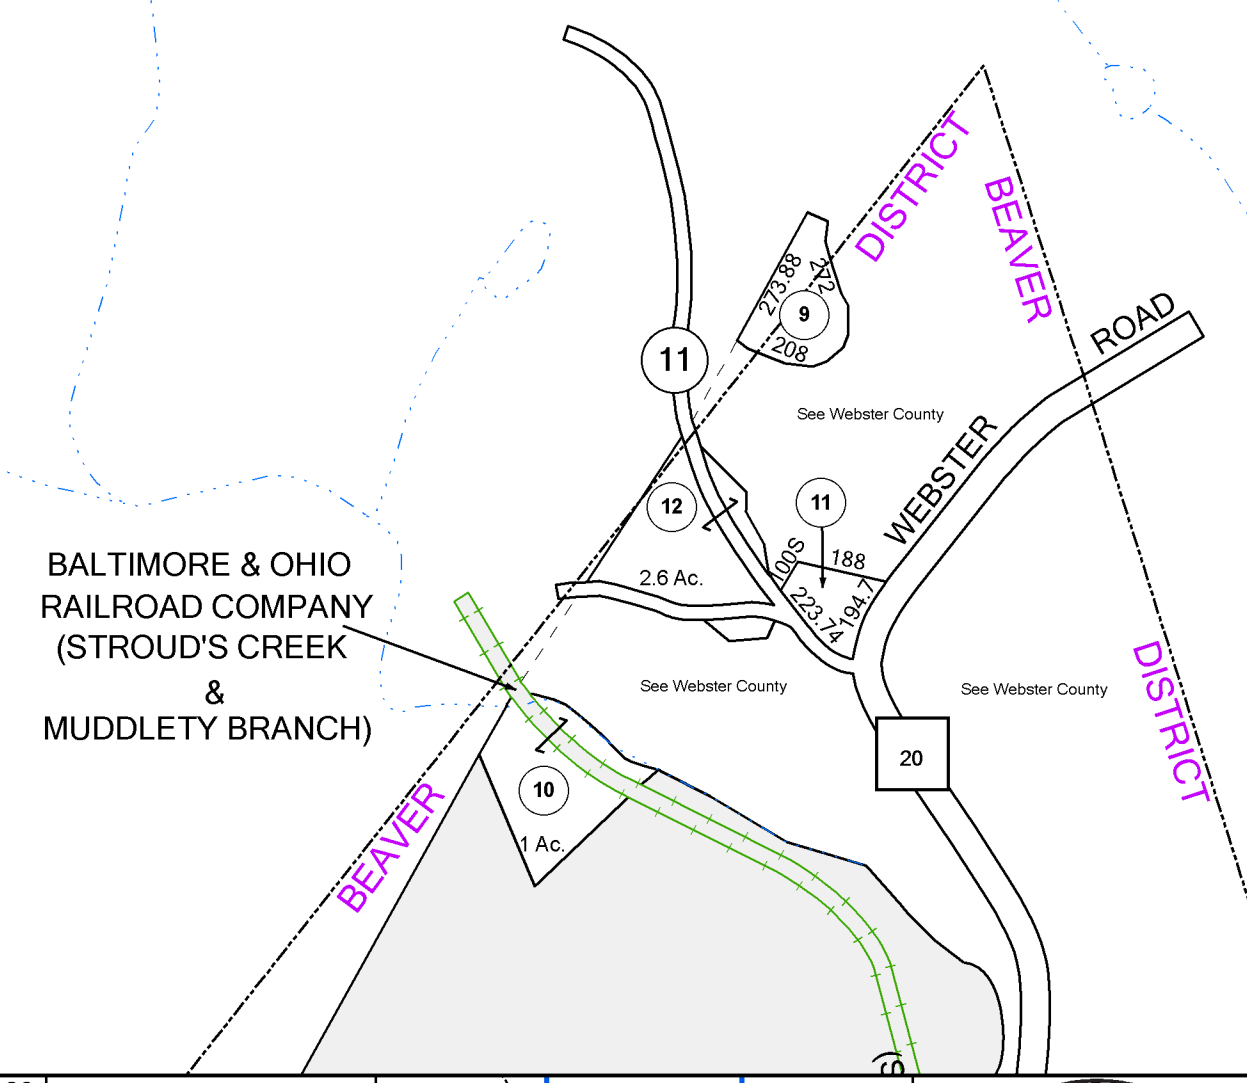 DISTRICT
BEAVER
ROAD
273.88
222
9
208
11
See Webster County
WEBSTER
12
11
100S
188
2.6 Ac.
223.74
194.7
BALTIMORE & OHIO
RAILROAD COMPANY
(STROUD'S CREEK
&
MUDDLETY BRANCH)
See Webster County
See Webster County
DISTRICT
20
10
1 Ac.
BEAVER
S)